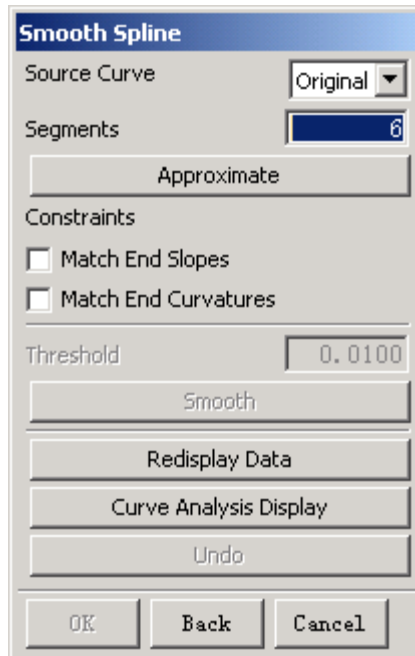 Smooth Spline
Source Curve Original
Segments 6
Approximate
Constraints
Match End Slopes
Match End Curvatures
Threshold 0.0100
Smooth
Redisplay Data
Curve Analysis Display
Undo
OK Back Cancel